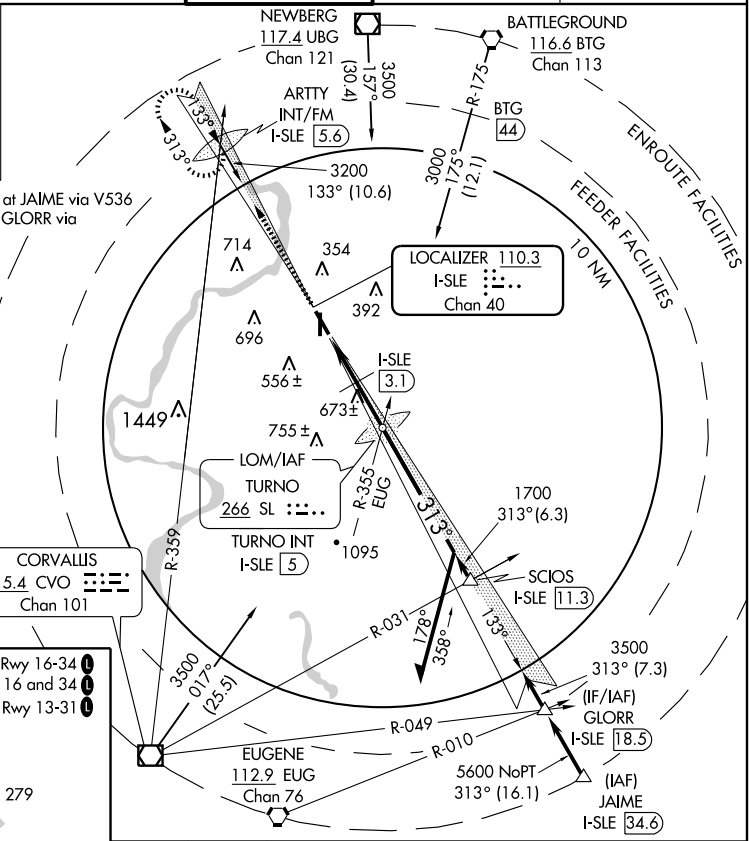 NEWBERG
117.4 UBG
Chan 121
3500
157°
(30.4)
BATTLEGROUND
116.6 BTG
Chan 113
R-175
BTG
44
3000
175°
(12.1)
ENROUTE FACILITIES
FEEDER FACILITIES
10 NM
ARTTY
INT/FM
I-SLE 5.6
133°
313°
3200
133° (10.6)
at JAIME via V536
GLORR via
714
354
392
696
556 ±
673 ±
755 ±
1449
LOCALIZER 110.3
I-SLE
Chan 40
I-SLE
3.1
LOM/IAF
TURNO
266 SL
TURNO INT
I-SLE 5
R-355
EUG
1095
313°
1700
313° (6.3)
SCIOS
I-SLE 11.3
133°
178°
358°
3500
313° (7.3)
(IF/IAF)
GLORR
I-SLE 18.5
5600 NoPT
313° (16.1)
(IAF)
JAIME
I-SLE 34.6
CORVALLIS
5.4 CVO
Chan 101
R-359
R-031
R-049
R-010
3500
017°
(25.5)
EUGENE
112.9 EUG
Chan 76
Rwy 16-34 L
16 and 34 L
Rwy 13-31 L
279